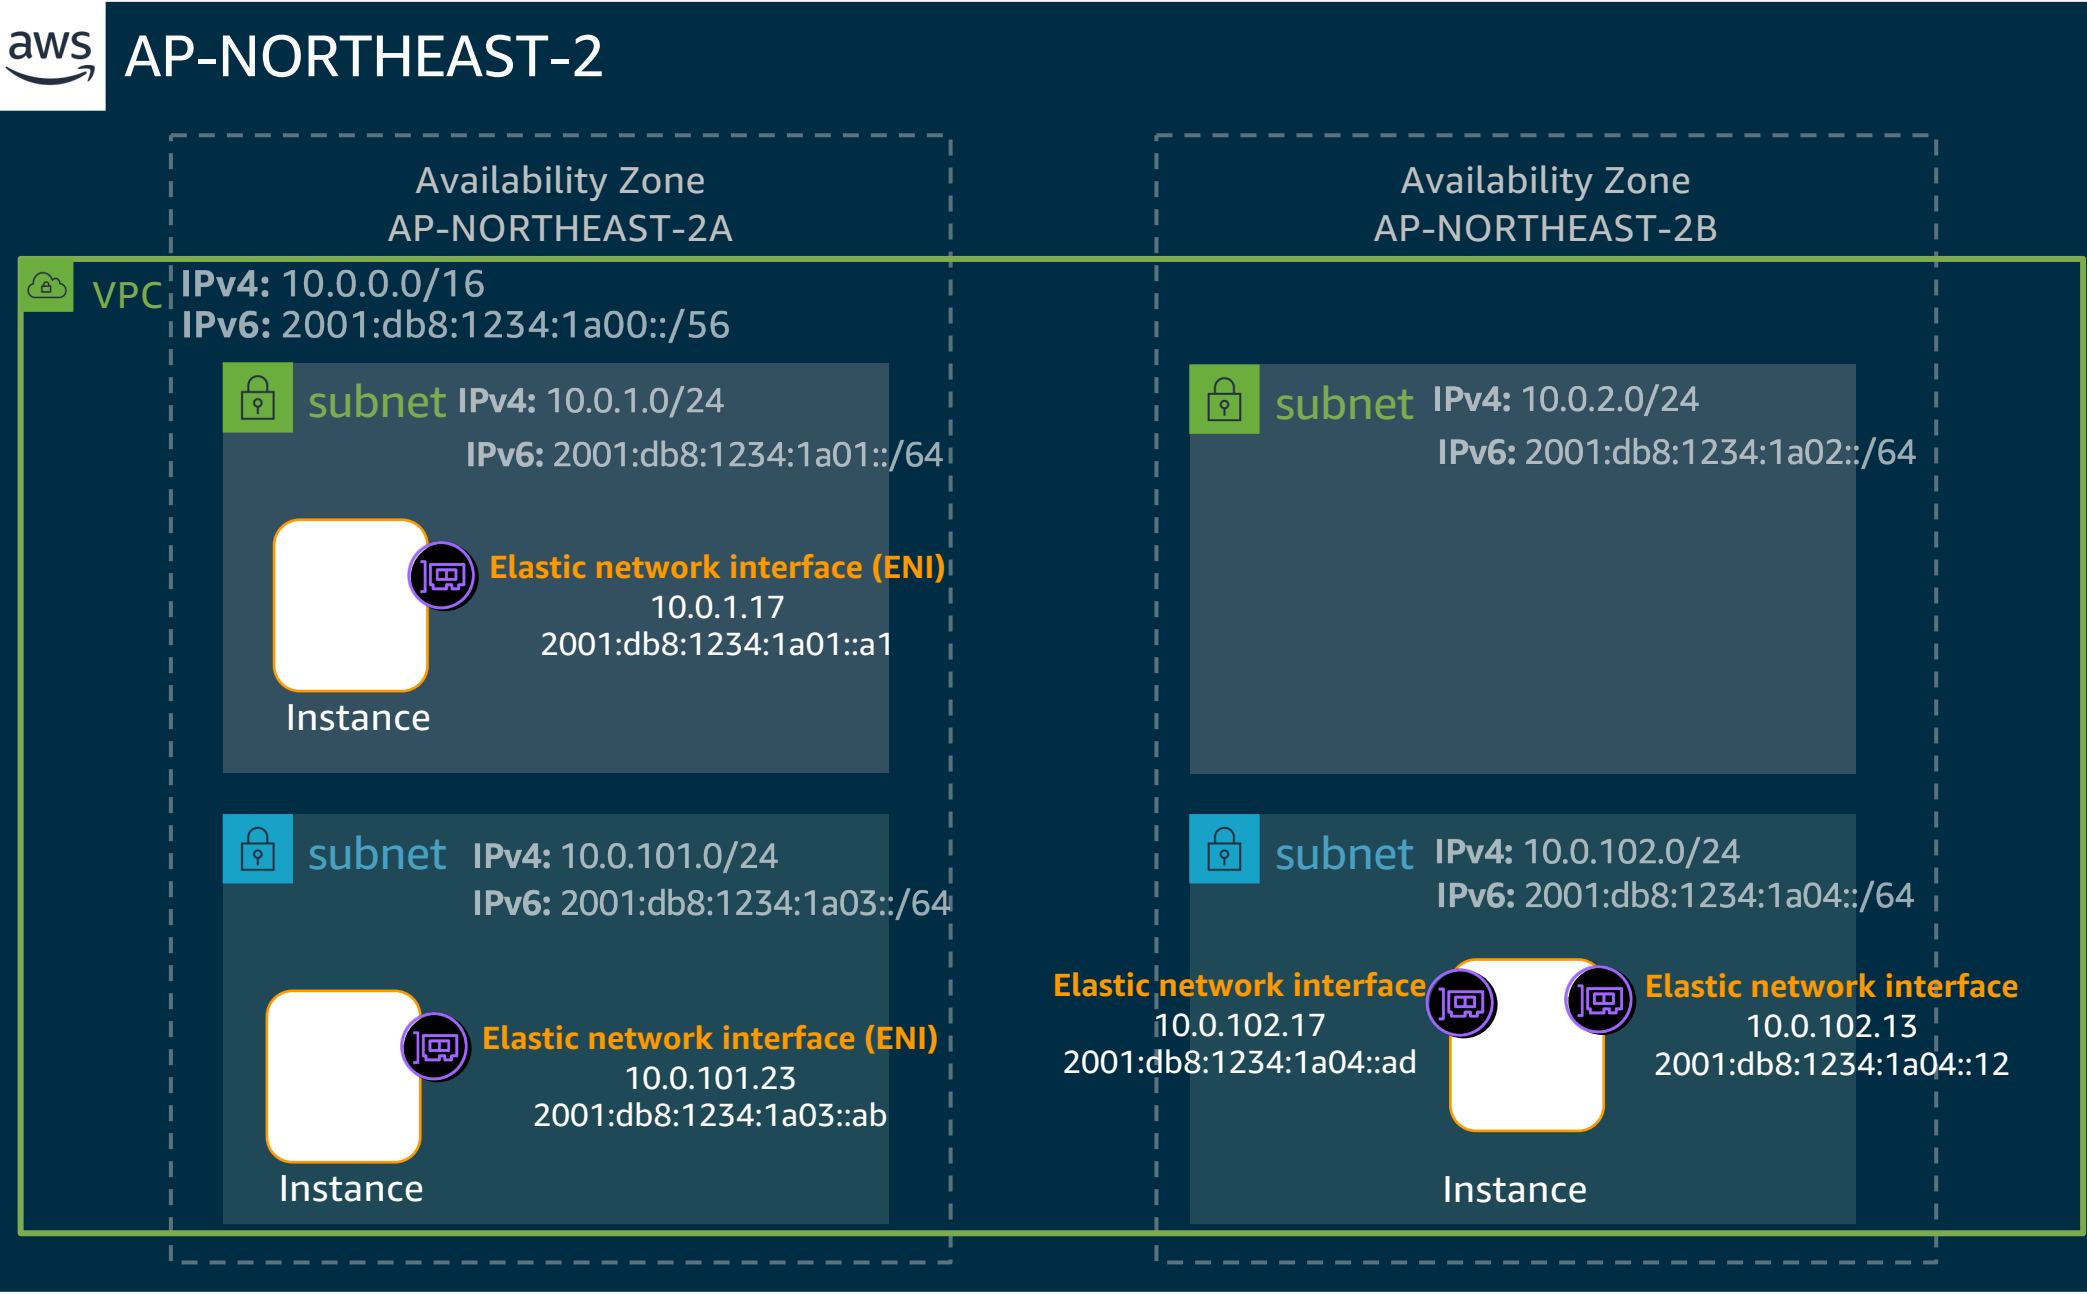 aws
AP-NORTHEAST-2
Availability Zone
AP-NORTHEAST-2A
Availability Zone
AP-NORTHEAST-2B
VPC
IPv4: 10.0.0.0/16
IPv6: 2001:db8:1234:1a00::/56
subnet IPv4: 10.0.1.0/24
IPv6: 2001:db8:1234:1a01::/64
Elastic network interface (ENI)
10.0.1.17
2001:db8:1234:1a01::a1
Instance
subnet IPv4: 10.0.2.0/24
IPv6: 2001:db8:1234:1a02::/64
subnet IPv4: 10.0.101.0/24
IPv6: 2001:db8:1234:1a03::/64
Elastic network interface (ENI)
10.0.101.23
2001:db8:1234:1a03::ab
Instance
subnet IPv4: 10.0.102.0/24
IPv6: 2001:db8:1234:1a04::/64
Elastic network interface
10.0.102.17
2001:db8:1234:1a04::ad
Elastic network interface
10.0.102.13
2001:db8:1234:1a04::12
Instance